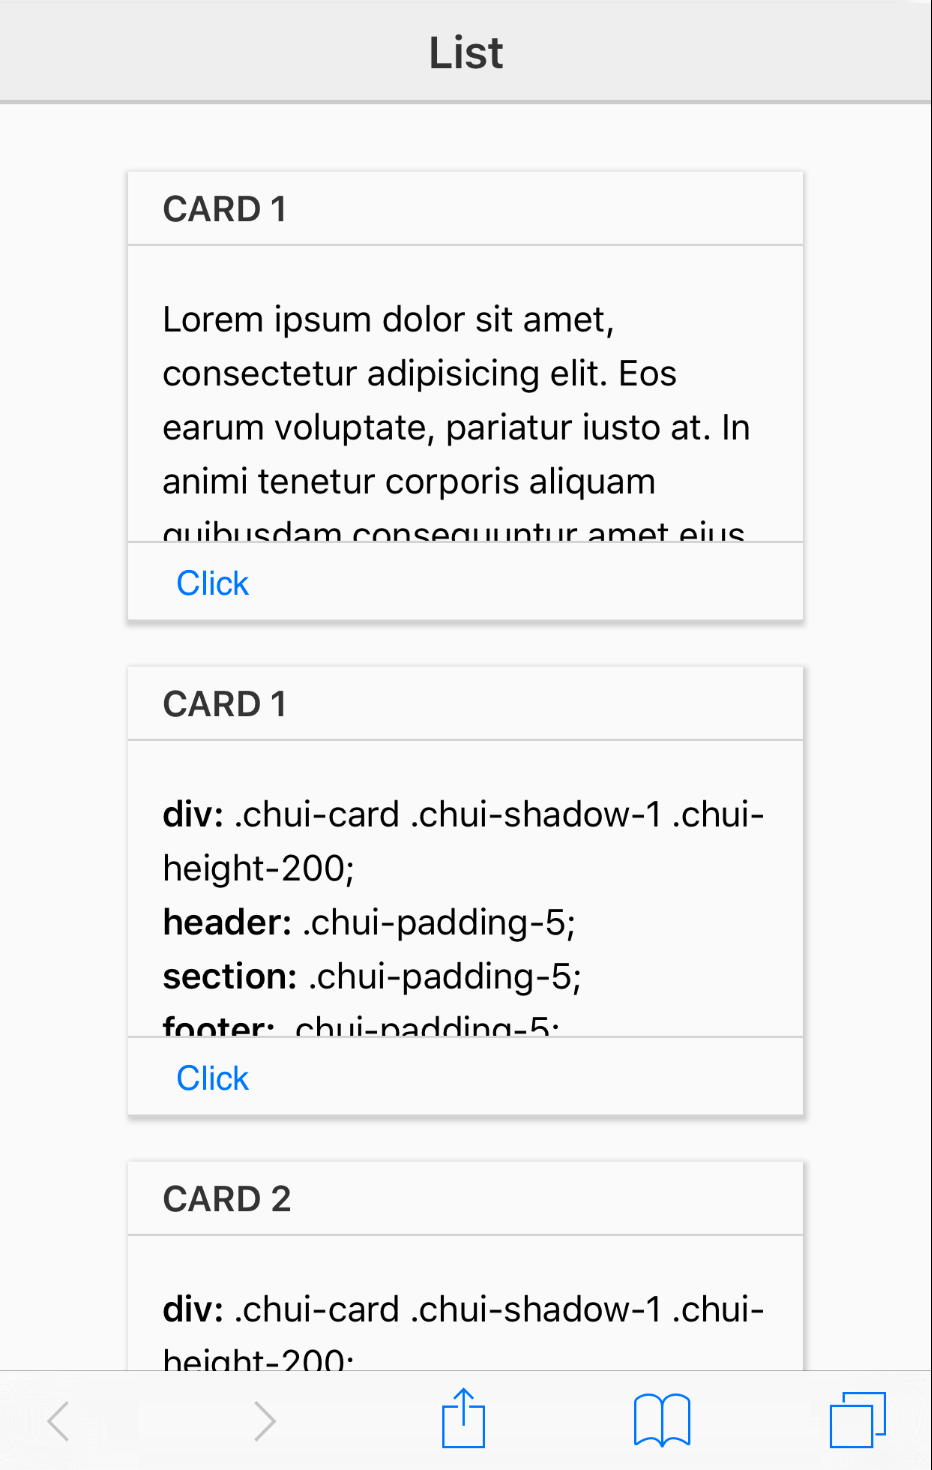 List
CARD 1
Lorem ipsum dolor sit amet,
consectetur adipisicing elit. Eos
earum voluptate, pariatur iusto at. In
animi tenetur corporis aliquam
quibusdam consequuntur amet eius
Click
CARD 1
div: .chui-card .chui-shadow-1 .chui-
height-200;
header: .chui-padding-5;
section: .chui-padding-5;
footer: .chui-padding-5;
Click
CARD 2
div: .chui-card .chui-shadow-1 .chui-
height-200;